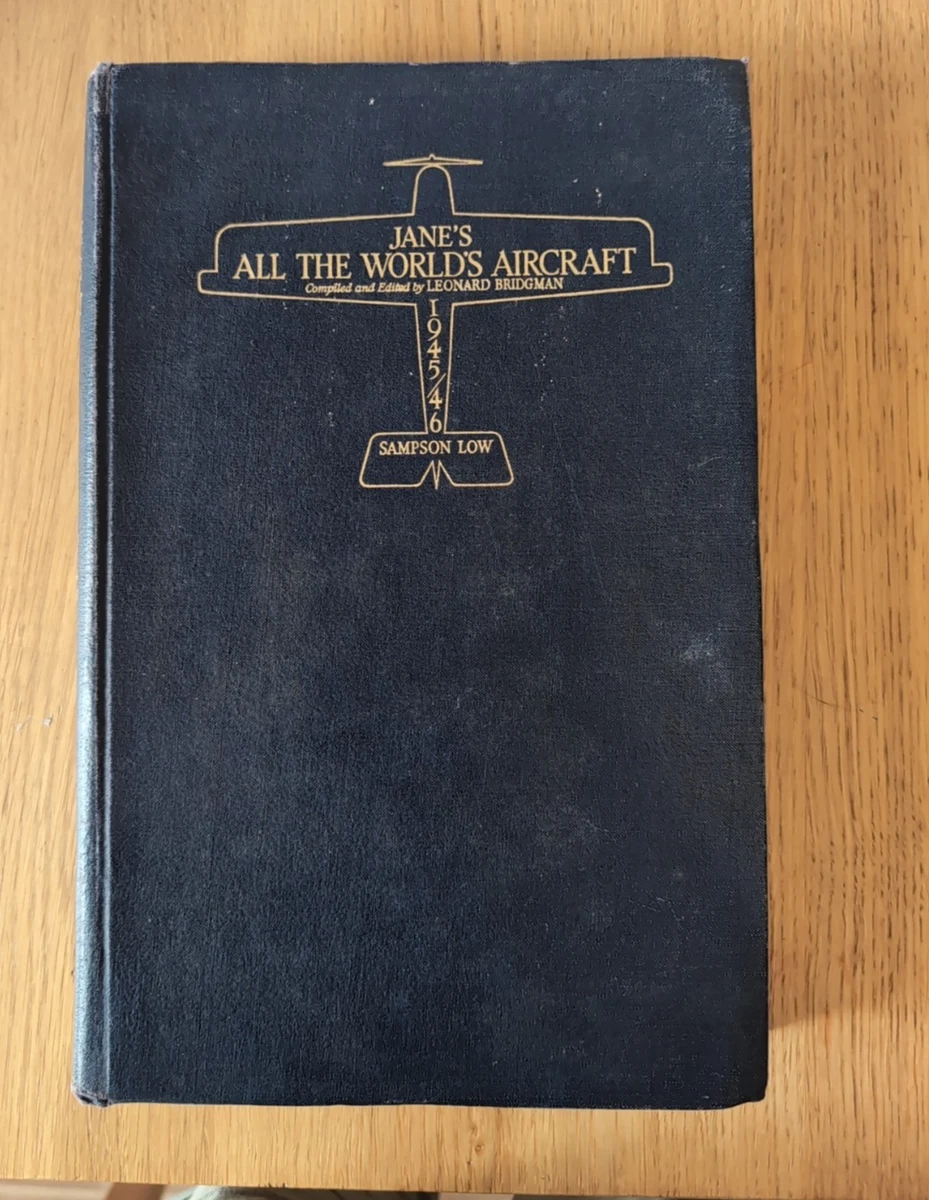 JANE'S
ALL THE WORLD'S AIRCRAFT
Compiled and Edited by LEONARD BRIDGMAN
1945/46
SAMPSON LOW